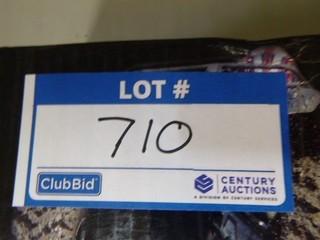 LOT #
710
ClubBid
CENTURY
AUCTIONS
A DIVISION OF CENTURY SERVICES